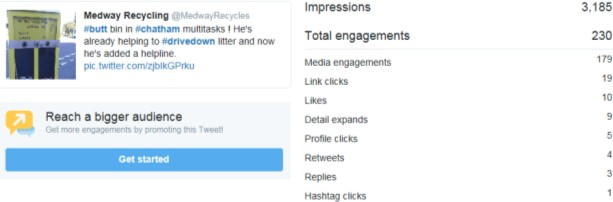 Medway Recycling @MedwayRecycles
#butt bin in #chatham multitasks ! He's
already helping to #drivedown litter and now
he's added a helpline.
pic.twitter.com/zjblkGPrku
Reach a bigger audience
Get more engagements by promoting this Tweet!
Get started
Impressions 3,185
Total engagements 230
Media engagements 179
Link clicks 19
Likes 10
Detail expands 9
Profile clicks 5
Retweets 4
Replies 3
Hashtag clicks 1